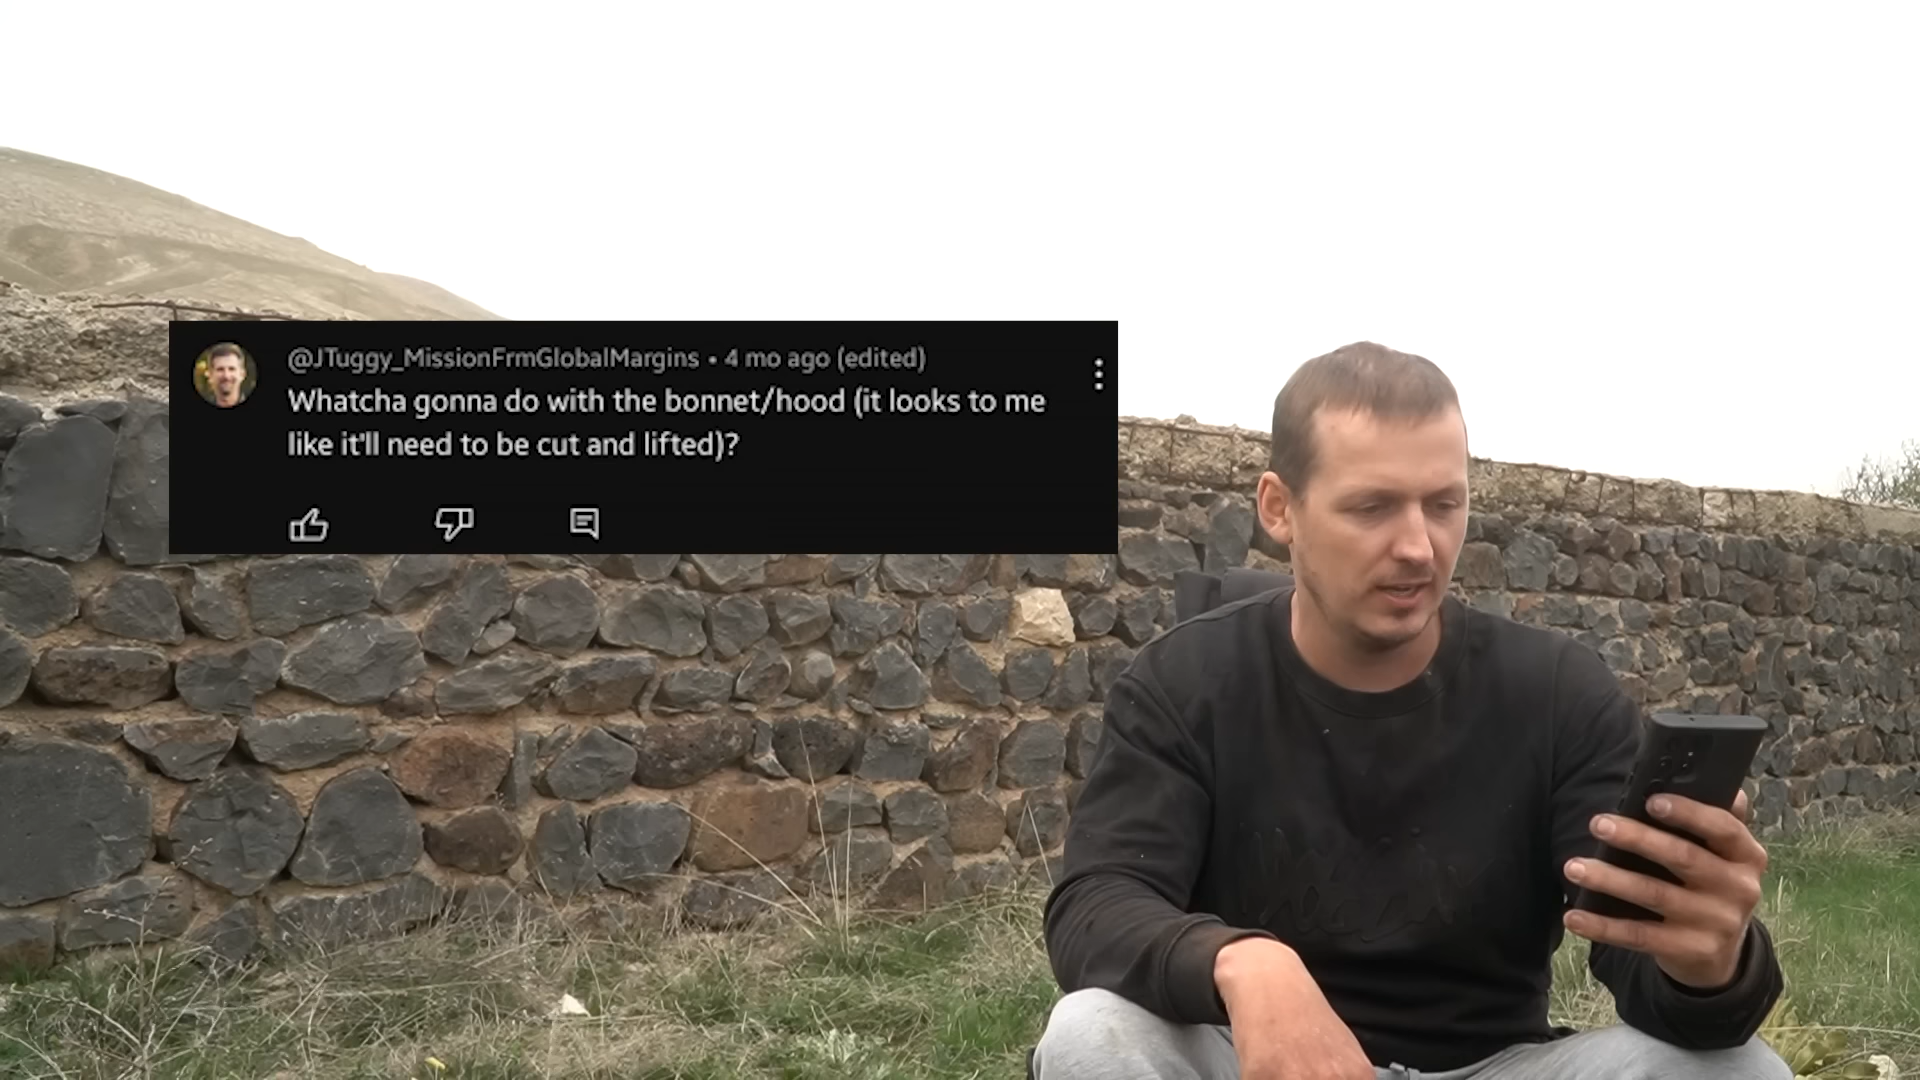 @JTuggy_MissionFrmGlobalMargins • 4 mo ago (edited)
Whatcha gonna do with the bonnet/hood (it looks to me
like it'll need to be cut and lifted)?